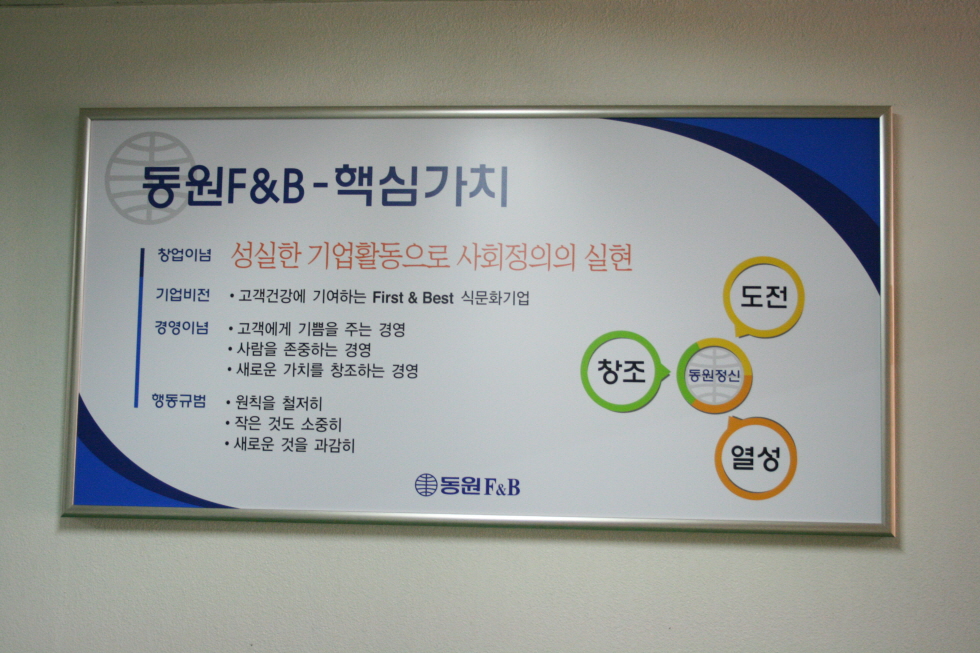 동원F&B-핵심가치
창업이념 성실한 기업활동으로 사회정의의 실현
기업비전 • 고객건강에 기여하는 First & Best 식문화기업
경영이념 • 고객에게 기쁨을 주는 경영
• 사람을 존중하는 경영
• 새로운 가치를 창조하는 경영
행동규범 • 원칙을 철저히
• 작은 것도 소중히
• 새로운 것을 과감히
도전
창조
동원정신
열성
동원F&B